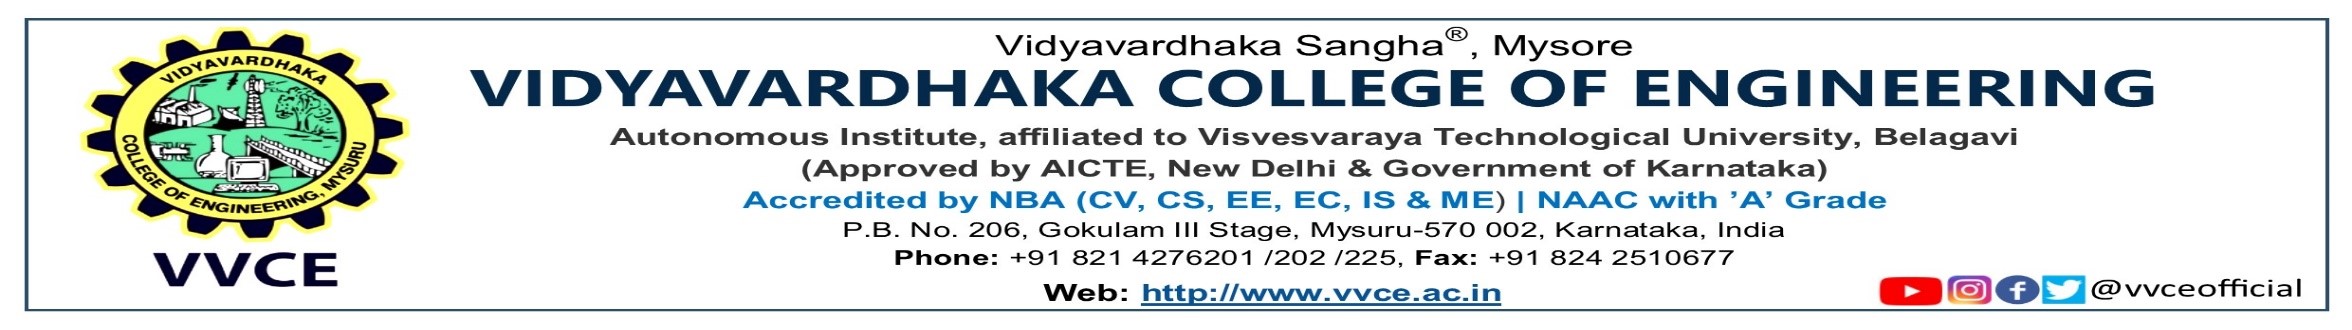 VIDYAVARDHAKA
COLLEGE OF ENGINEERING, MYSURU
VVCE
Vidyavardhaka Sangha®, Mysore
VIDYAVARDHAKA COLLEGE OF ENGINEERING
Autonomous Institute, affiliated to Visvesvaraya Technological University, Belagavi
(Approved by AICTE, New Delhi & Government of Karnataka)
Accredited by NBA (CV, CS, EE, EC, IS & ME) | NAAC with ’A’ Grade
P.B. No. 206, Gokulam III Stage, Mysuru-570 002, Karnataka, India
Phone: +91 821 4276201 /202 /225, Fax: +91 824 2510677
Web: http://www.vvce.ac.in
@vvceofficial